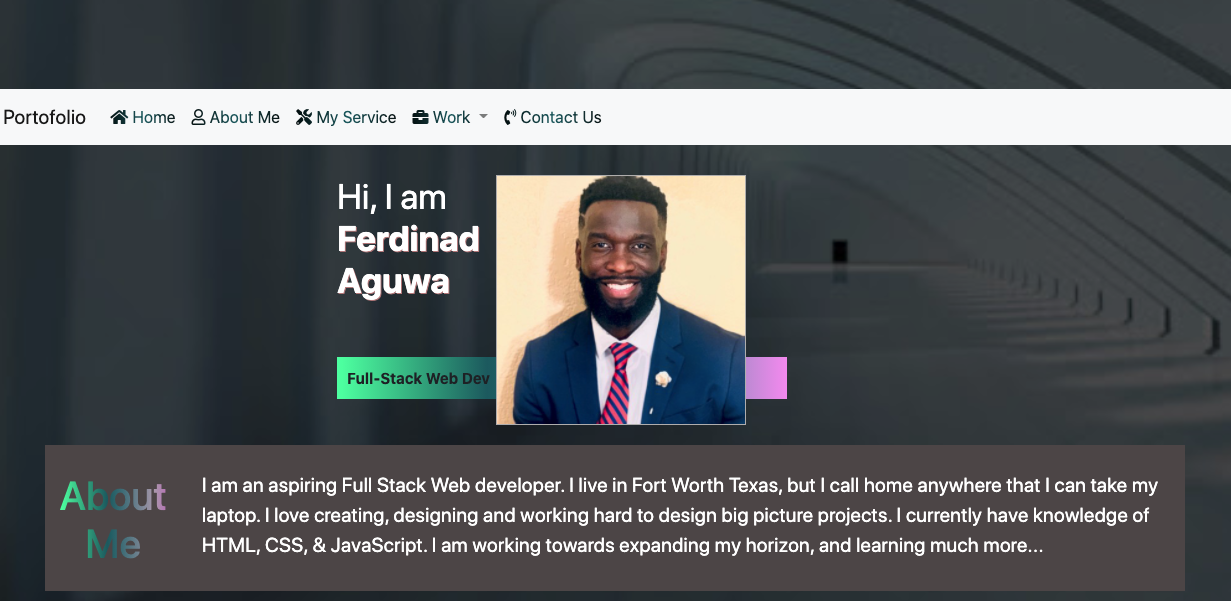 Portofolio Home About Me My Service Work Contact Us
Hi, I am
Ferdinad
Aguwa
Full-Stack Web Dev
About
Me
I am an aspiring Full Stack Web developer. I live in Fort Worth Texas, but I call home anywhere that I can take my
laptop. I love creating, designing and working hard to design big picture projects. I currently have knowledge of
HTML, CSS, & JavaScript. I am working towards expanding my horizon, and learning much more...